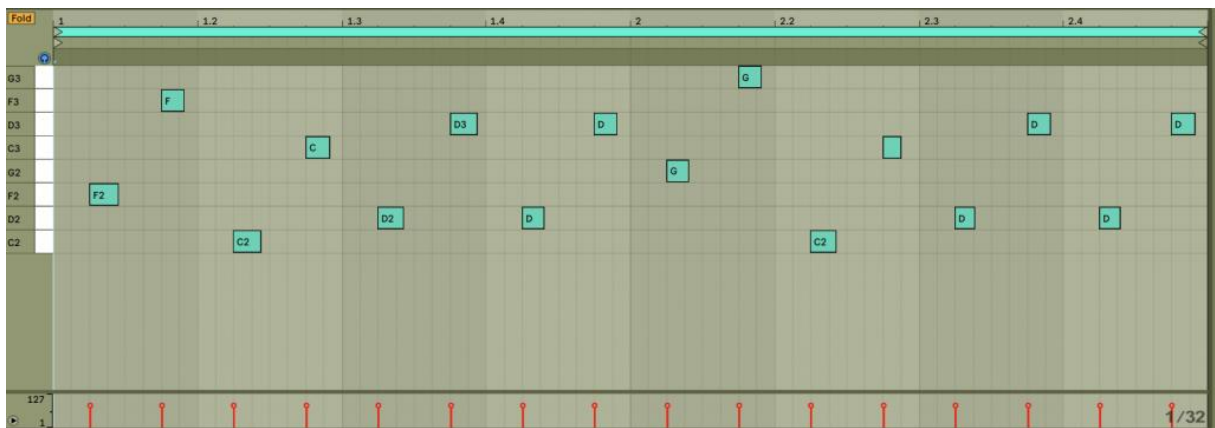 Fold 1 1.2 1.3 1.4 2 2.2 2.3 2.4
G3 G
F3 F
D3 D3 D D D
C3 C
G2 G
F2 F2
D2 D2 D D D
C2 C2 C2
127
1 1/32